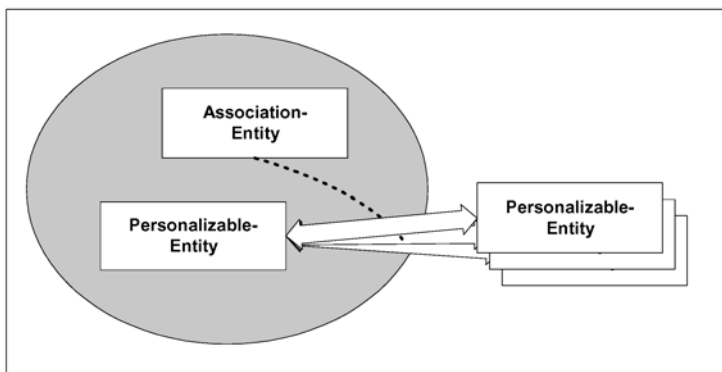 Association-
Entity
Personalizable-
Entity
Personalizable-
Entity